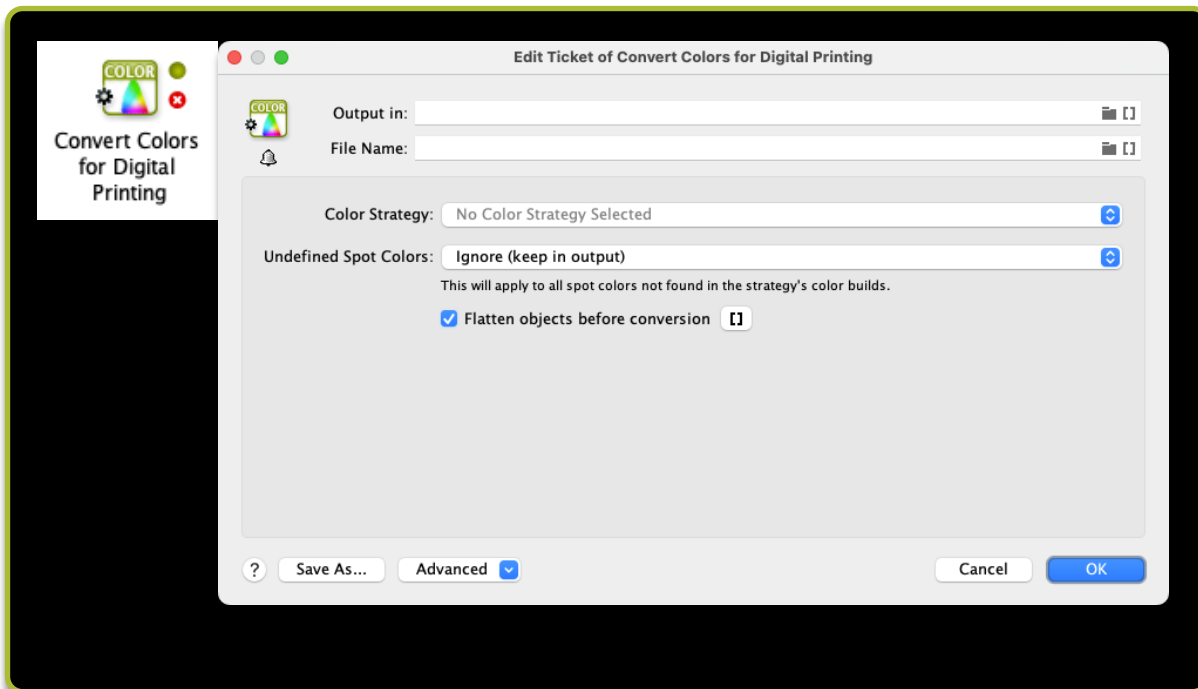 COLOR
Convert Colors
for Digital
Printing
Edit Ticket of Convert Colors for Digital Printing
COLOR
Output in:
File Name:
Color Strategy: No Color Strategy Selected
Undefined Spot Colors: Ignore (keep in output)
This will apply to all spot colors not found in the strategy's color builds.
Flatten objects before conversion []
? Save As... Advanced Cancel OK